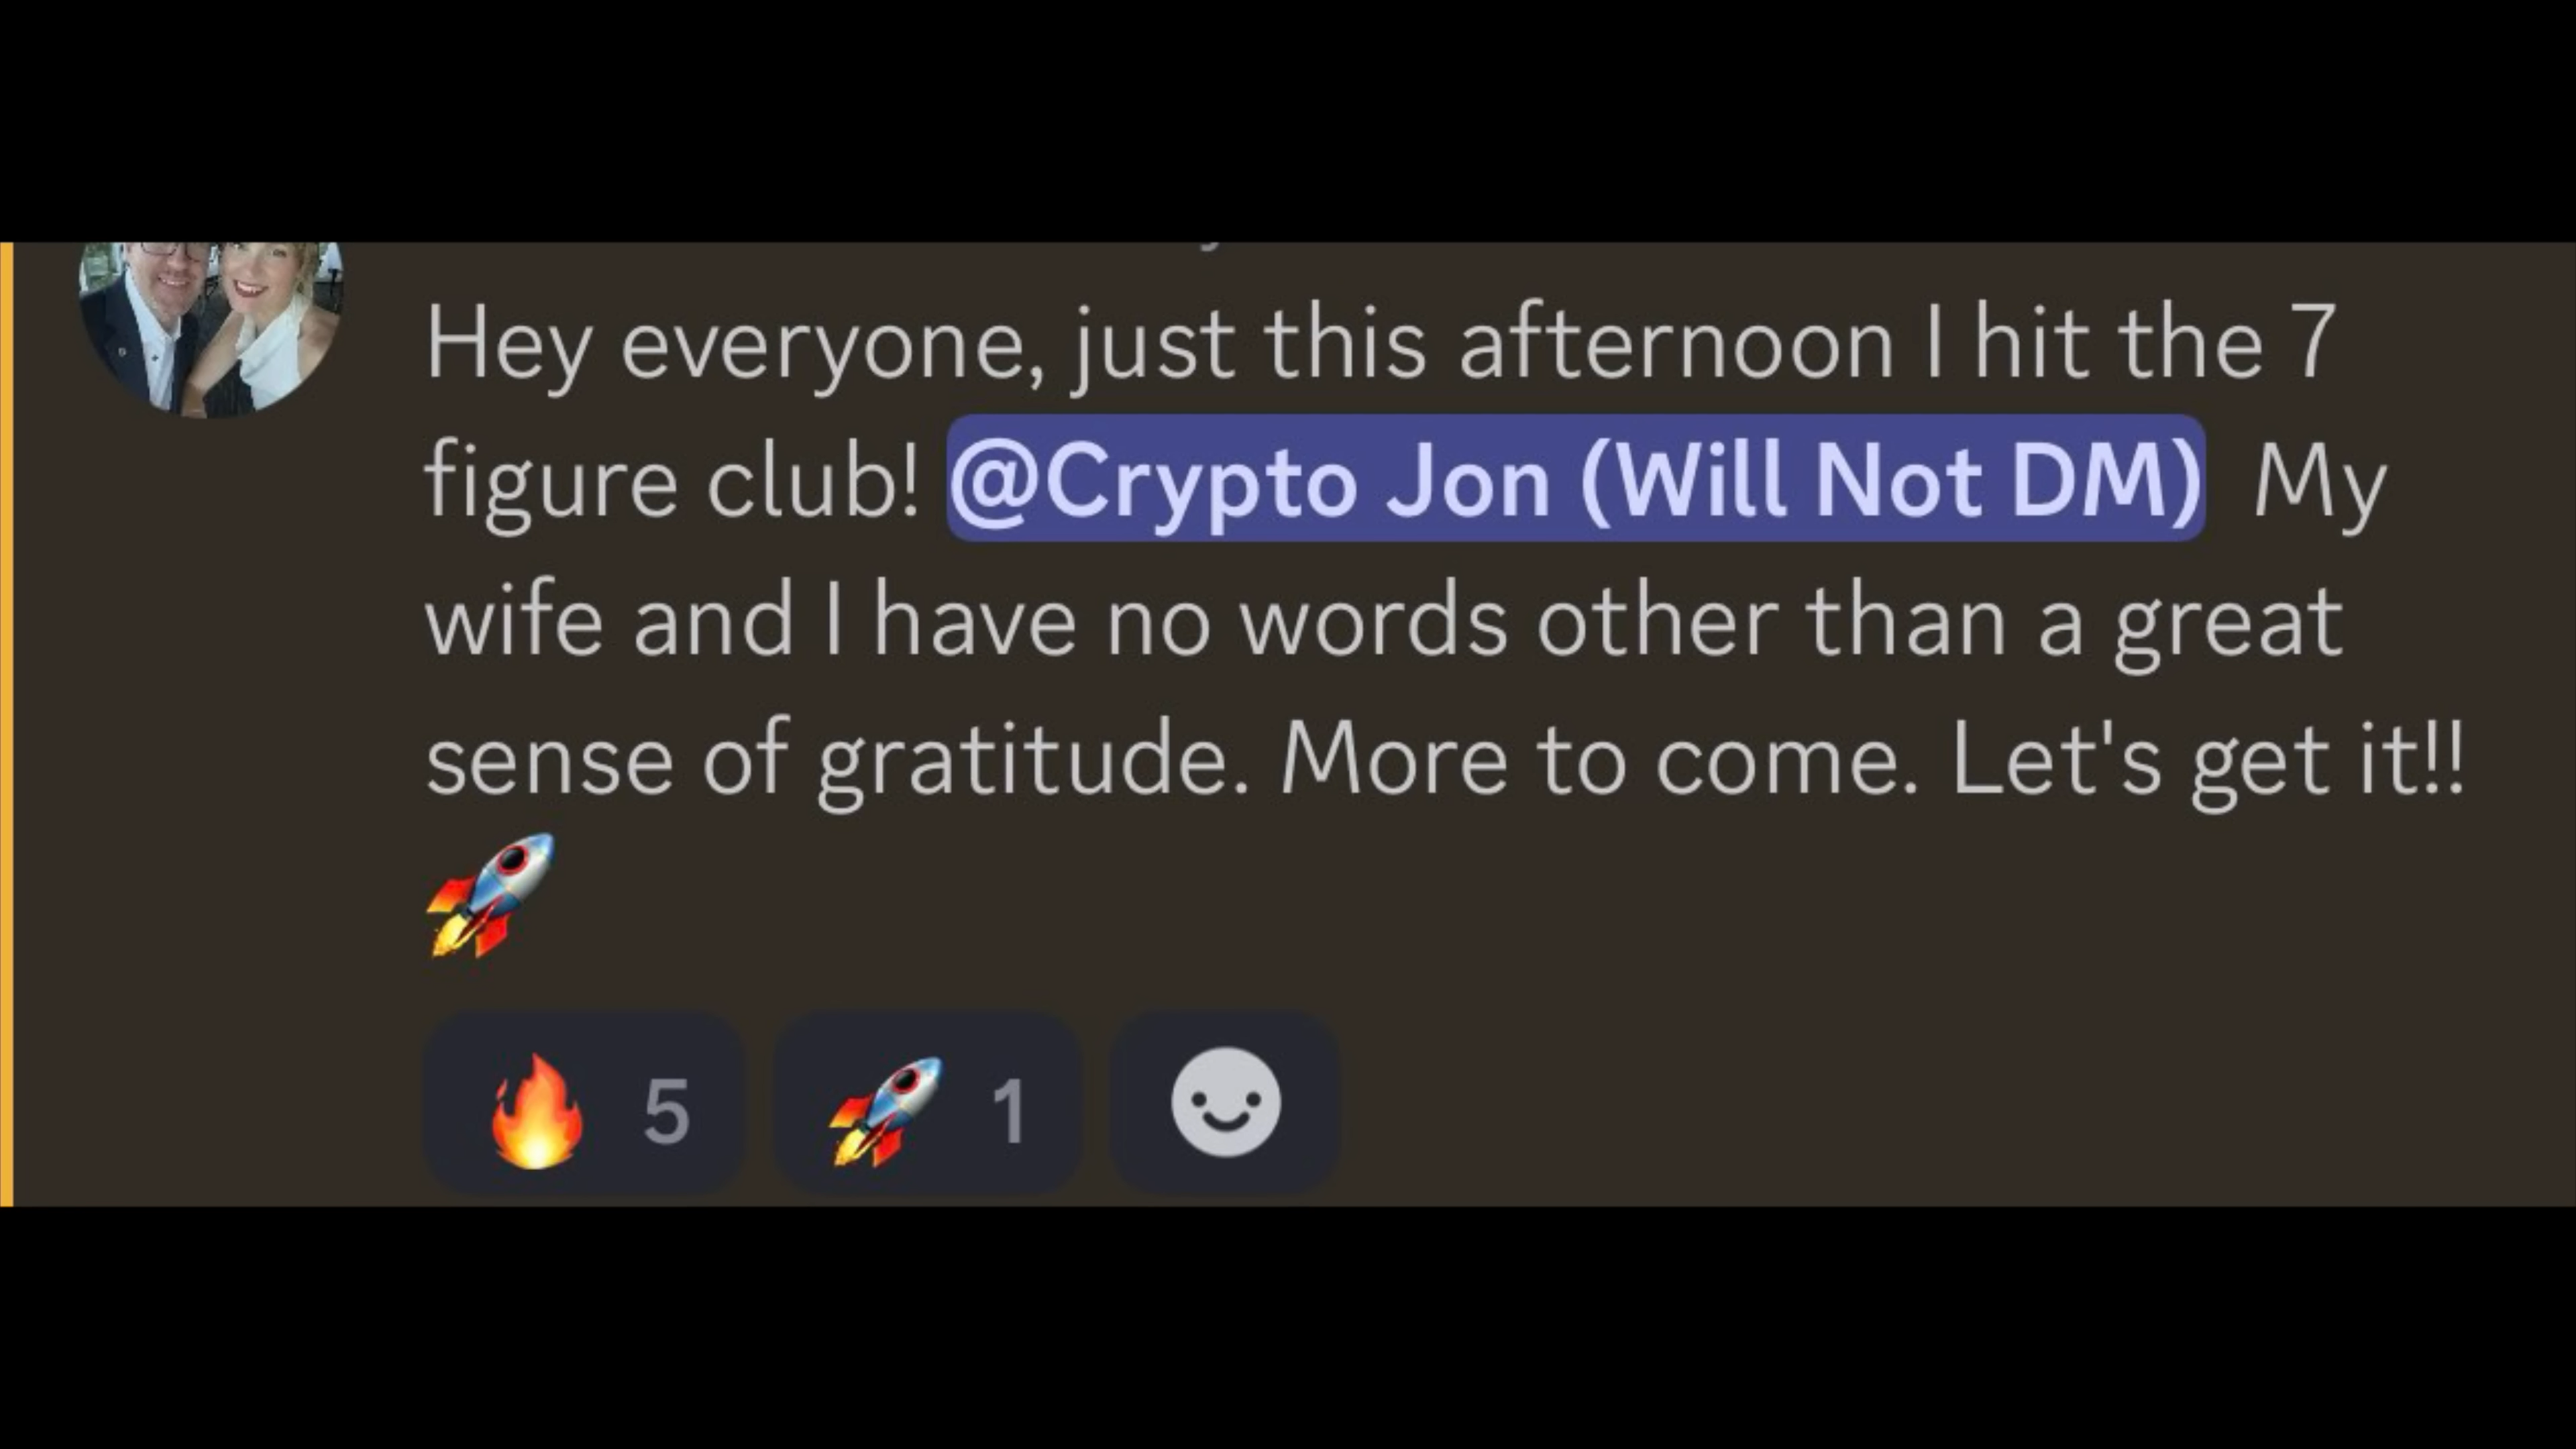 Hey everyone, just this afternoon I hit the 7
figure club! @Crypto Jon (Will Not DM) My
wife and I have no words other than a great
sense of gratitude. More to come. Let's get it!!
🚀
🔥 5 🚀 1